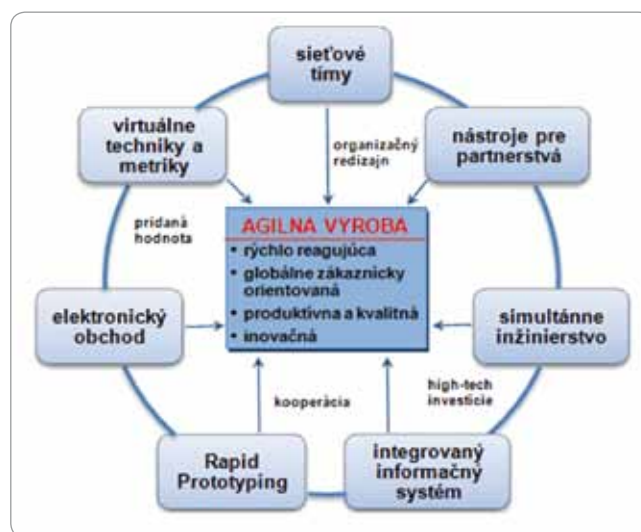 sieťové
tímy
virtuálne
techniky a
metriky
organizačný
redizajn
nástroje pre
partnerstvá
pridaná
hodnota
AGILNA VYROBA
• rýchlo reagujúca
• globálne zákaznicky
orientovaná
• produktívna a kvalitná
• inovačná
elektronický
obchod
simultánne
inžinierstvo
kooperácia
high-tech
investície
Rapid
Prototyping
integrovaný
informačný
systém